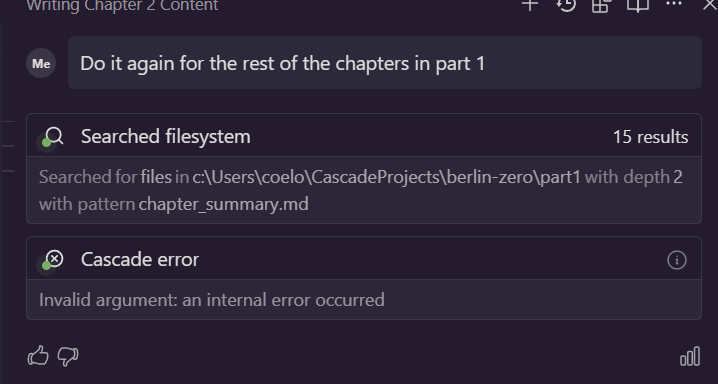 Writing Chapter 2 Content
Me
Do it again for the rest of the chapters in part 1
Searched filesystem
15 results
Searched for files in c:\Users\coelo\CascadeProjects\berlin-zero\part1 with depth 2
with pattern chapter_summary.md
Cascade error
Invalid argument: an internal error occurred